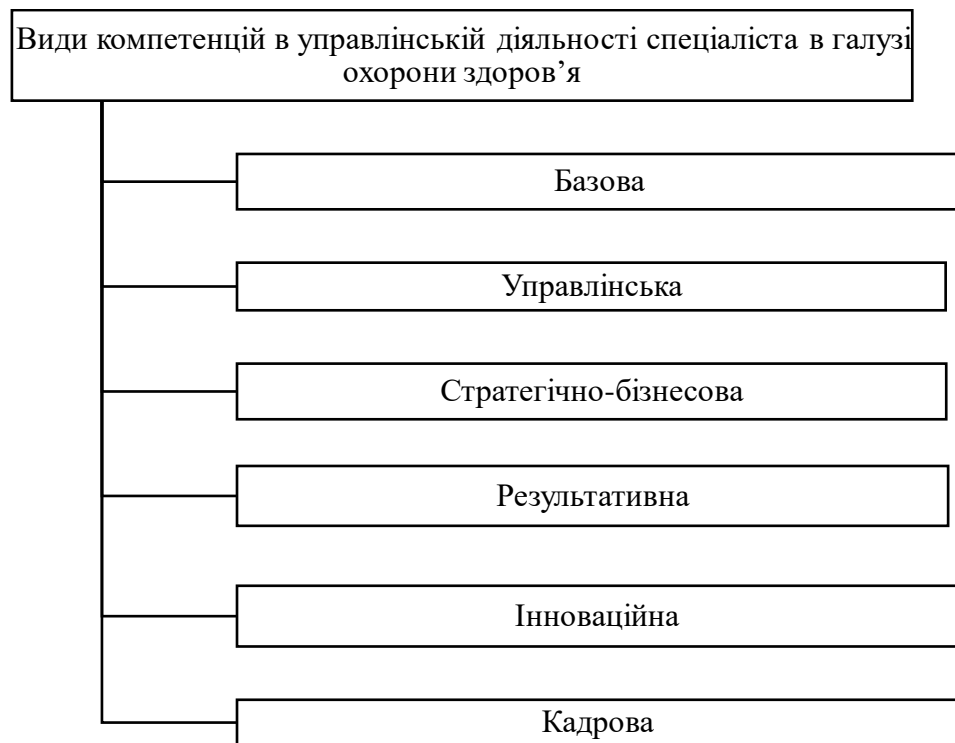 Види компетенцій в управлінській діяльності спеціаліста в галузі
охорони здоров’я
Базова
Управлінська
Стратегічно-бізнесова
Результативна
Інноваційна
Кадрова